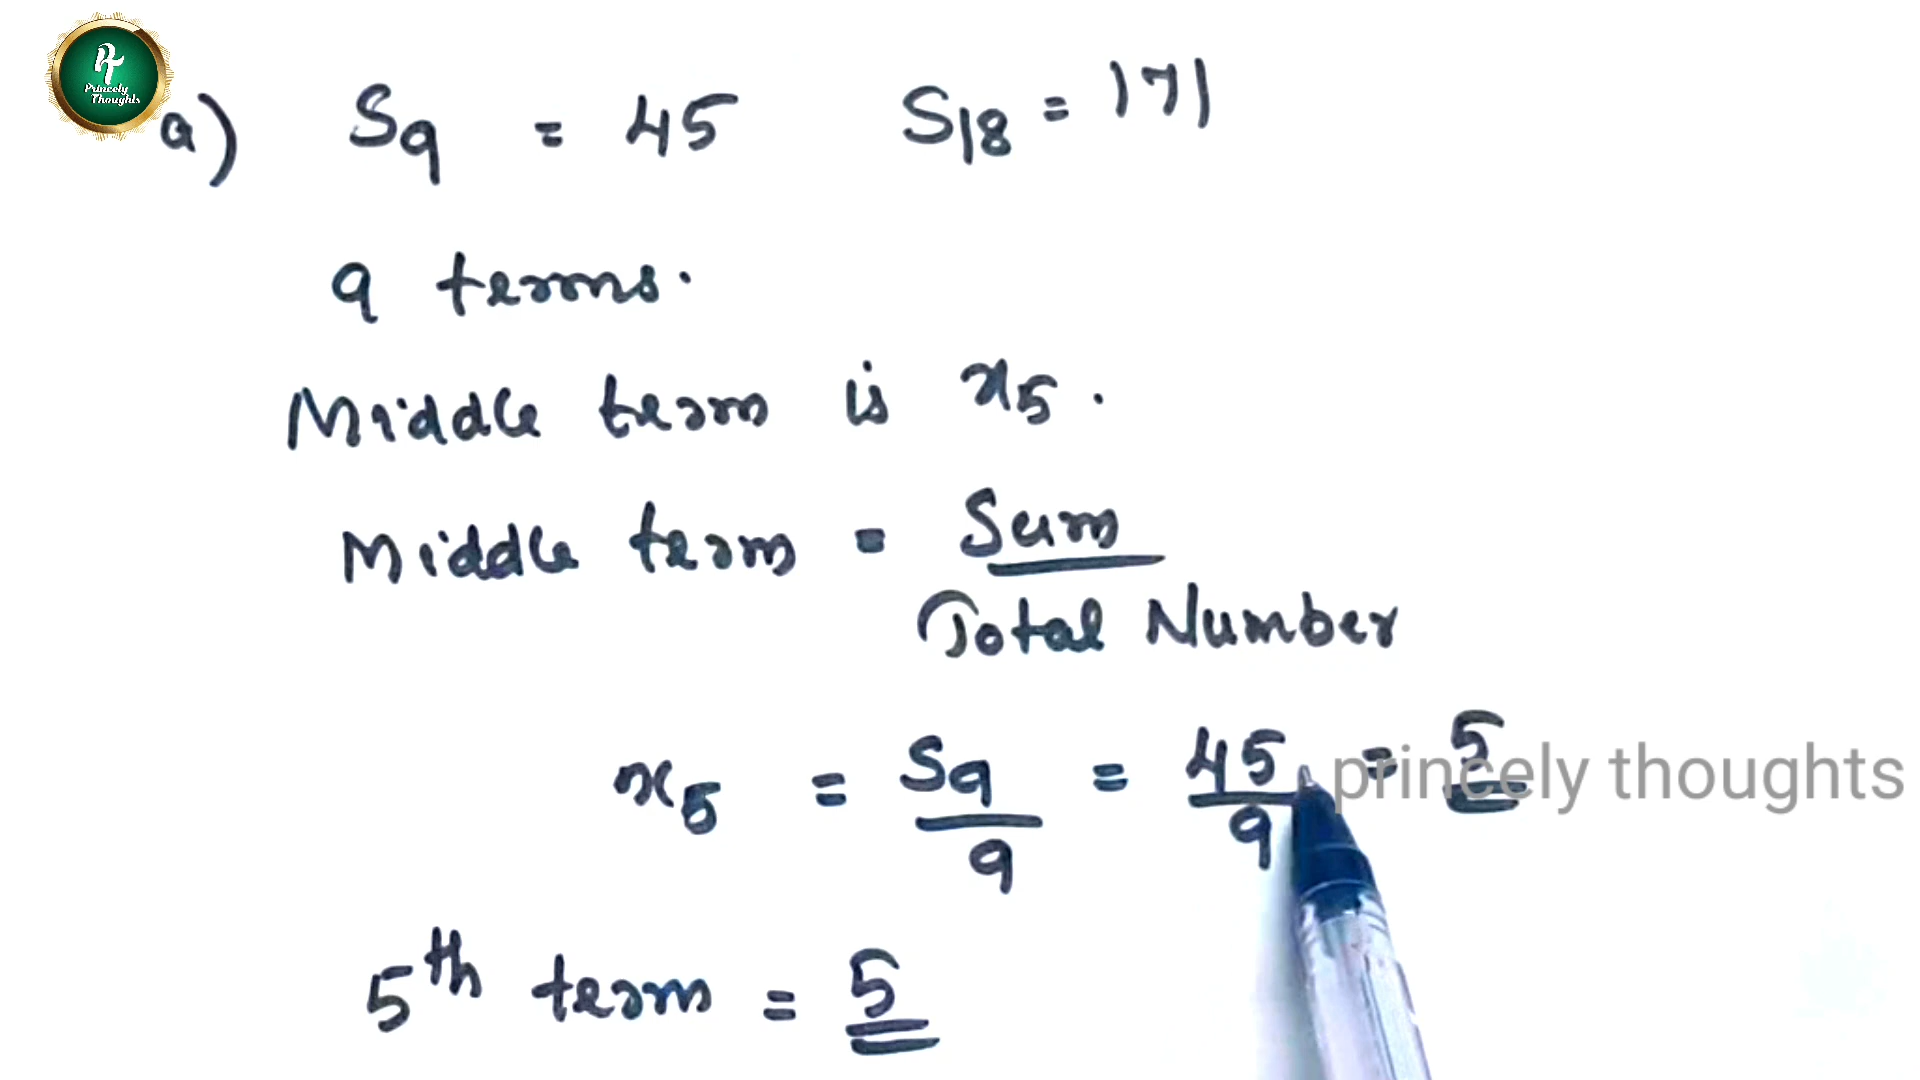 PT
Princely
Thoughts
a) S9 = 45 S18 = 171
9 terms.
Middle term is x5.
Middle term = Sum / Total Number
x5 = S9 / 9 = 45 / 9 = 5
princely thoughts
5th term = 5